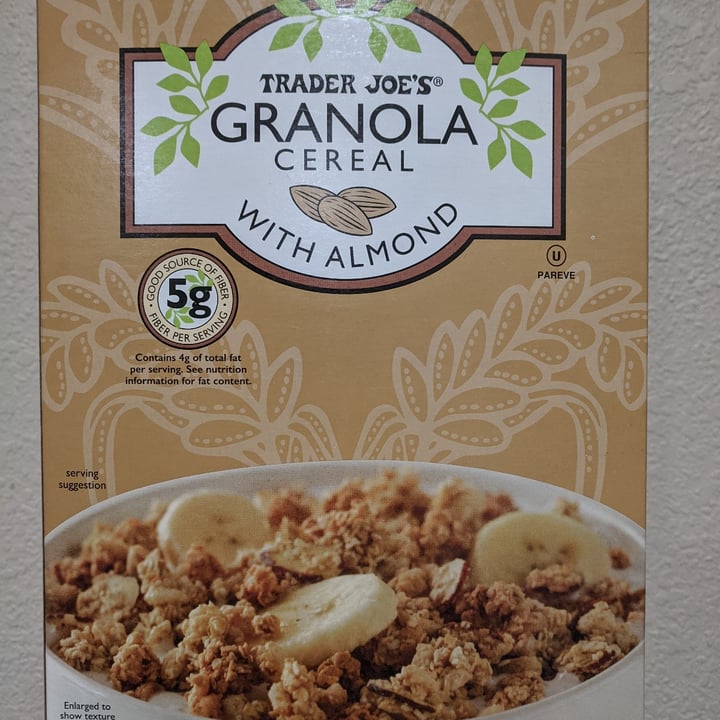 TRADER JOE'S®
GRANOLA
CEREAL
WITH ALMOND
U
PAREVE
GOOD SOURCE OF FIBER
5g
FIBER PER SERVING
Contains 4g of total fat
per serving. See nutrition
information for fat content.
serving
suggestion
Enlarged to
show texture